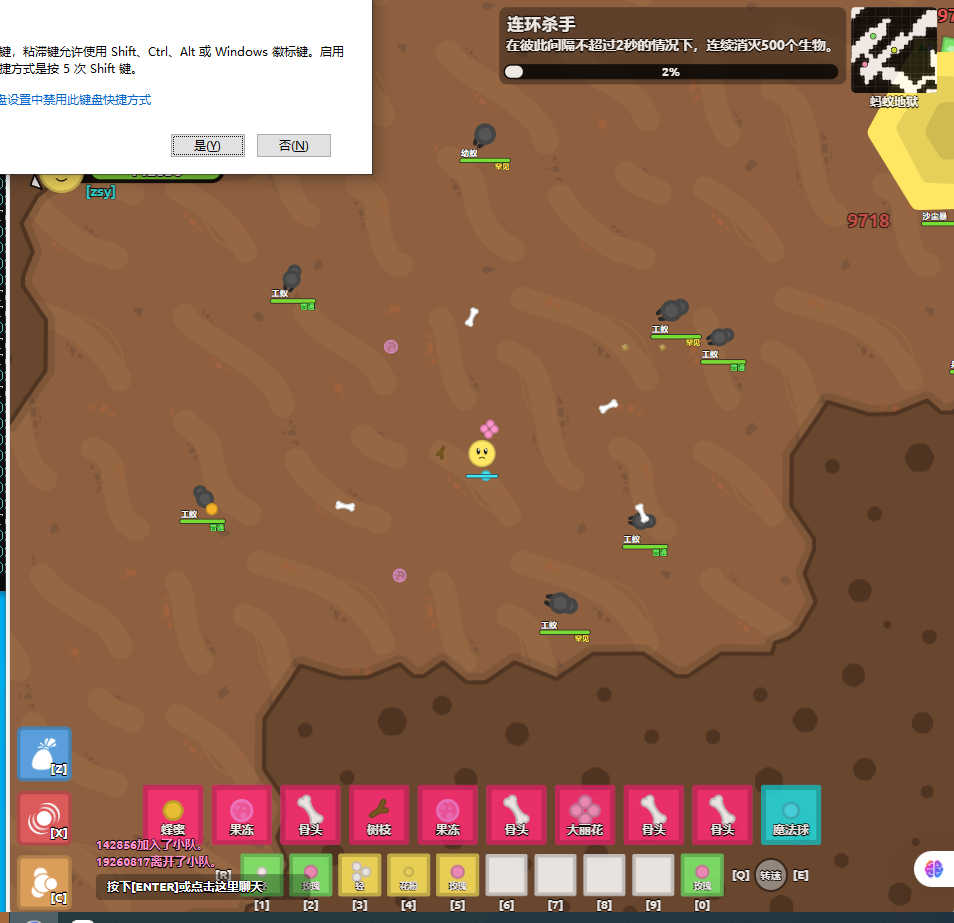 键，粘滞键允许使用 Shift、Ctrl、Alt 或 Windows 徽标键。启用
捷方式是按 5 次 Shift 键。
盘设置中禁用此键盘快捷方式
是(Y)
否(N)
连环杀手
在彼此间隔不超过2秒的情况下，连续消灭500个生物。
2%
97
蚂蚁地狱
幼蚁
罕见
[zsy]
沙尘暴
9718
工蚁
普通
工蚁
罕见
工蚁
普通
工蚁
普通
工蚁
普通
工蚁
罕见
[Z]
[X]
[C]
蜂蜜
果冻
骨头
树枝
果冻
骨头
大丽花
骨头
骨头
魔法球
142856加入了小队。
19260817离开了小队。
按下[ENTER]或点击这里聊天
[R]
轻
玫瑰
轻
花粉
玫瑰
玫瑰
[Q]
转速
[E]
[1]
[2]
[3]
[4]
[5]
[6]
[7]
[8]
[9]
[0]